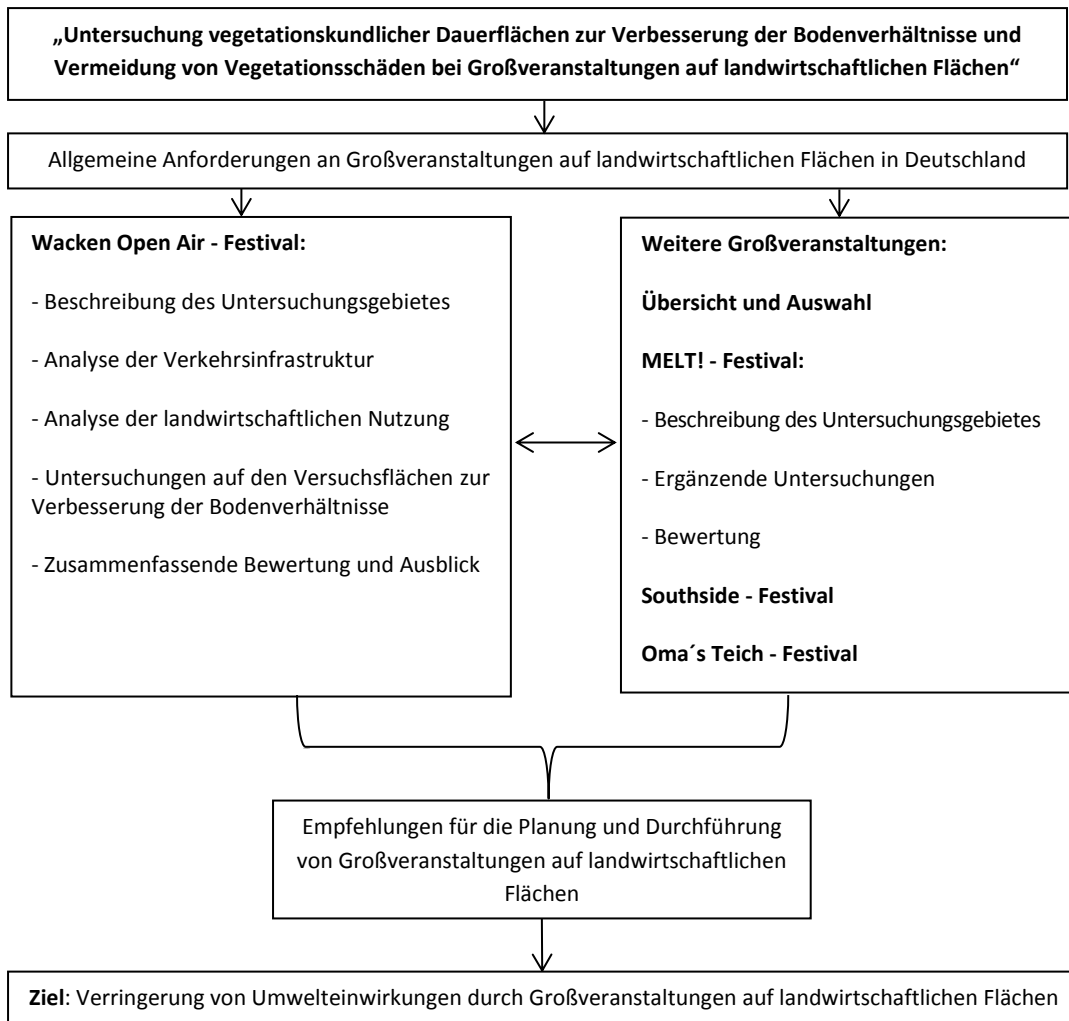 „Untersuchung vegetationskundlicher Dauerflächen zur Verbesserung der Bodenverhältnisse und
Vermeidung von Vegetationsschäden bei Großveranstaltungen auf landwirtschaftlichen Flächen“
Allgemeine Anforderungen an Großveranstaltungen auf landwirtschaftlichen Flächen in Deutschland
Wacken Open Air - Festival:
- Beschreibung des Untersuchungsgebietes
- Analyse der Verkehrsinfrastruktur
- Analyse der landwirtschaftlichen Nutzung
- Untersuchungen auf den Versuchsflächen zur
Verbesserung der Bodenverhältnisse
- Zusammenfassende Bewertung und Ausblick
Weitere Großveranstaltungen:
Übersicht und Auswahl
MELT! - Festival:
- Beschreibung des Untersuchungsgebietes
- Ergänzende Untersuchungen
- Bewertung
Southside - Festival
Oma´s Teich - Festival
Empfehlungen für die Planung und Durchführung
von Großveranstaltungen auf landwirtschaftlichen
Flächen
Ziel: Verringerung von Umwelteinwirkungen durch Großveranstaltungen auf landwirtschaftlichen Flächen